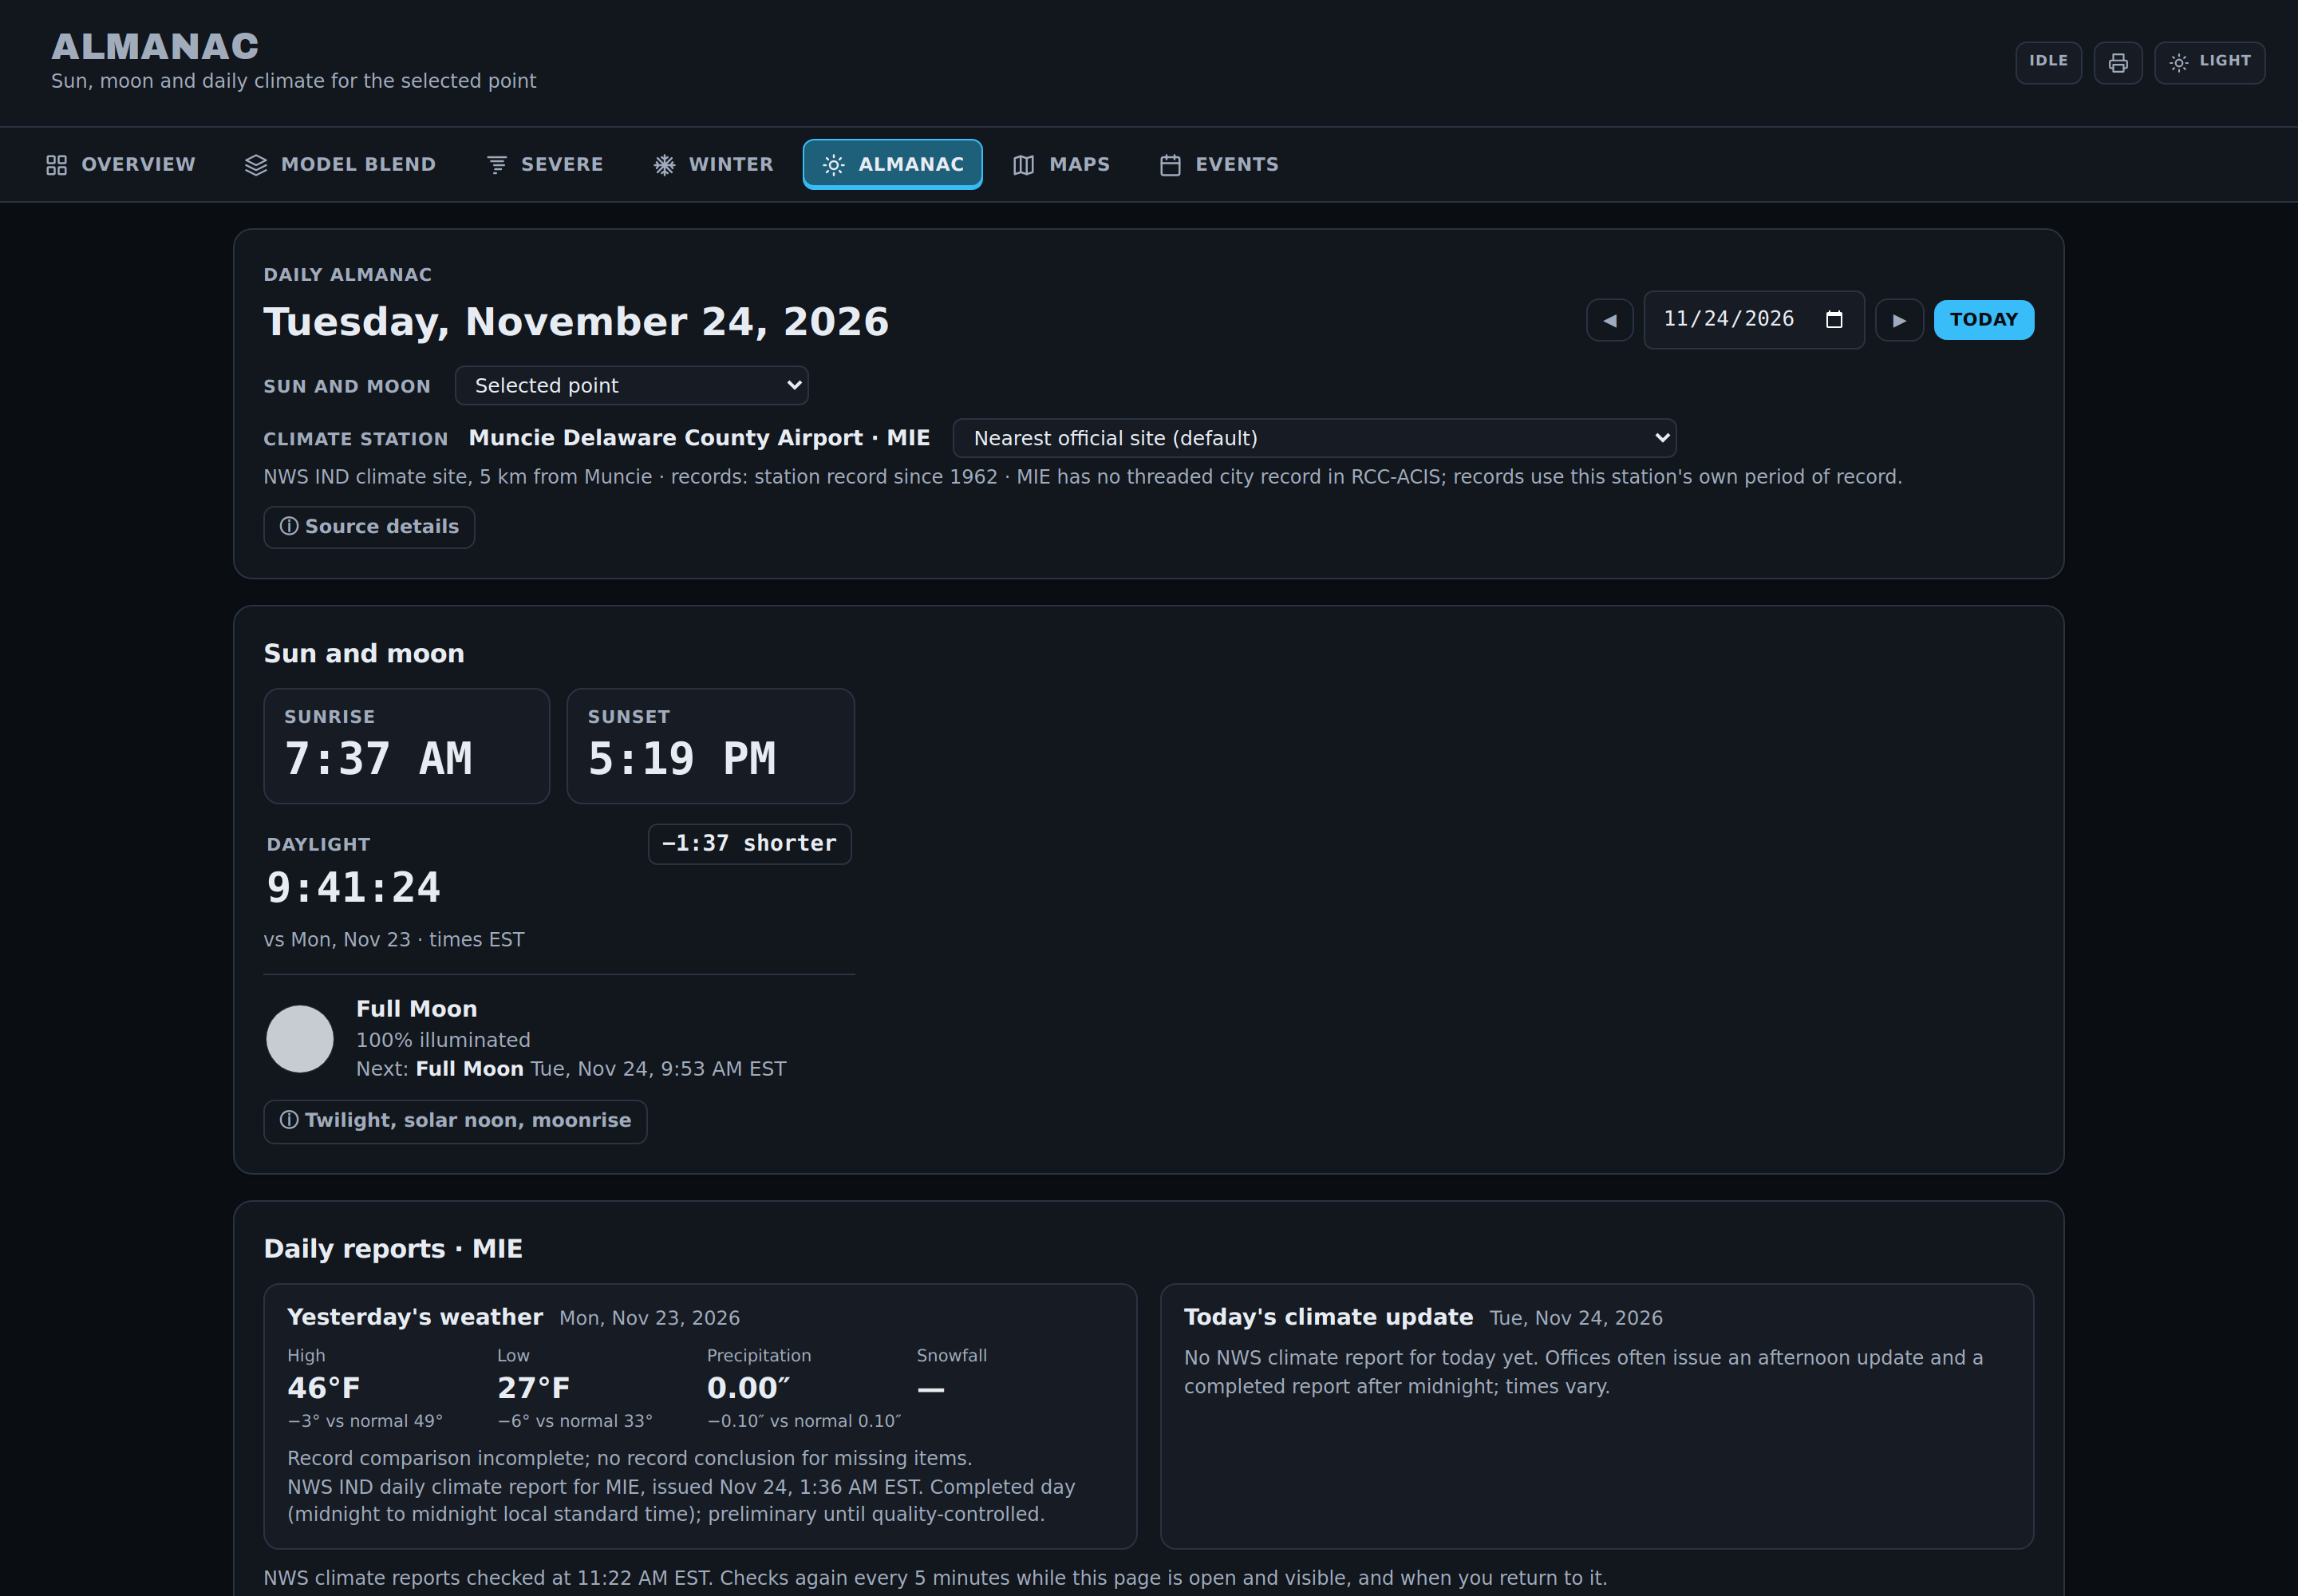 ALMANAC
Sun, moon and daily climate for the selected point
IDLE
LIGHT
OVERVIEW
MODEL BLEND
SEVERE
WINTER
ALMANAC
MAPS
EVENTS
DAILY ALMANAC
Tuesday, November 24, 2026
◀
11/24/2026
▶
TODAY
SUN AND MOON
Selected point
CLIMATE STATION
Muncie Delaware County Airport · MIE
Nearest official site (default)
NWS IND climate site, 5 km from Muncie · records: station record since 1962 · MIE has no threaded city record in RCC-ACIS; records use this station's own period of record.
ⓘ Source details
Sun and moon
SUNRISE
7:37 AM
SUNSET
5:19 PM
DAYLIGHT
−1:37 shorter
9:41:24
vs Mon, Nov 23 · times EST
Full Moon
100% illuminated
Next: Full Moon Tue, Nov 24, 9:53 AM EST
ⓘ Twilight, solar noon, moonrise
Daily reports · MIE
Yesterday's weather Mon, Nov 23, 2026
High
46°F
−3° vs normal 49°
Low
27°F
−6° vs normal 33°
Precipitation
0.00″
−0.10″ vs normal 0.10″
Snowfall
—
Record comparison incomplete; no record conclusion for missing items.
NWS IND daily climate report for MIE, issued Nov 24, 1:36 AM EST. Completed day
(midnight to midnight local standard time); preliminary until quality-controlled.
Today's climate update Tue, Nov 24, 2026
No NWS climate report for today yet. Offices often issue an afternoon update and a
completed report after midnight; times vary.
NWS climate reports checked at 11:22 AM EST. Checks again every 5 minutes while this page is open and visible, and when you return to it.